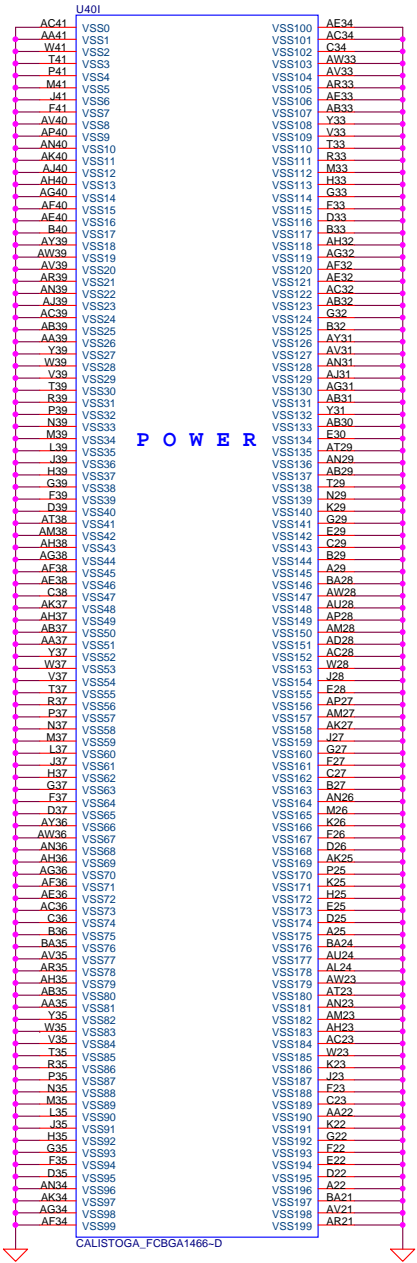 U40I
AC41 VSS0 VSS100 AE34
AA41 VSS1 VSS101 AC34
W41 VSS2 VSS102 C34
T41 VSS3 VSS103 AW33
P41 VSS4 VSS104 AV33
M41 VSS5 VSS105 AR33
J41 VSS6 VSS106 AE33
F41 VSS7 VSS107 AB33
AV40 VSS8 VSS108 Y33
AP40 VSS9 VSS109 V33
AN40 VSS10 VSS110 T33
AK40 VSS11 VSS111 R33
AJ40 VSS12 VSS112 M33
AH40 VSS13 VSS113 H33
AG40 VSS14 VSS114 G33
AF40 VSS15 VSS115 F33
AE40 VSS16 VSS116 D33
B40 VSS17 VSS117 B33
AY39 VSS18 VSS118 AH32
AW39 VSS19 VSS119 AG32
AV39 VSS20 VSS120 AF32
AR39 VSS21 VSS121 AE32
AN39 VSS22 VSS122 AC32
AJ39 VSS23 VSS123 AB32
AC39 VSS24 VSS124 G32
AB39 VSS25 VSS125 B32
AA39 VSS26 VSS126 AY31
Y39 VSS27 VSS127 AV31
W39 VSS28 VSS128 AN31
V39 VSS29 VSS129 AJ31
T39 VSS30 VSS130 AG31
R39 VSS31 VSS131 AB31
P39 VSS32 VSS132 Y31
N39 VSS33 VSS133 AB30
M39 VSS34 P O W E R VSS134 E30
L39 VSS35 VSS135 AT29
J39 VSS36 VSS136 AN29
H39 VSS37 VSS137 AB29
G39 VSS38 VSS138 T29
F39 VSS39 VSS139 N29
D39 VSS40 VSS140 K29
AT38 VSS41 VSS141 G29
AM38 VSS42 VSS142 E29
AH38 VSS43 VSS143 C29
AG38 VSS44 VSS144 B29
AF38 VSS45 VSS145 A29
AE38 VSS46 VSS146 BA28
C38 VSS47 VSS147 AW28
AK37 VSS48 VSS148 AU28
AH37 VSS49 VSS149 AP28
AB37 VSS50 VSS150 AM28
AA37 VSS51 VSS151 AD28
Y37 VSS52 VSS152 AC28
W37 VSS53 VSS153 W28
V37 VSS54 VSS154 J28
T37 VSS55 VSS155 E28
R37 VSS56 VSS156 AP27
P37 VSS57 VSS157 AM27
N37 VSS58 VSS158 AK27
M37 VSS59 VSS159 J27
L37 VSS60 VSS160 G27
J37 VSS61 VSS161 F27
H37 VSS62 VSS162 C27
G37 VSS63 VSS163 B27
F37 VSS64 VSS164 AN26
D37 VSS65 VSS165 M26
AY36 VSS66 VSS166 K26
AW36 VSS67 VSS167 F26
AN36 VSS68 VSS168 D26
AH36 VSS69 VSS169 AK25
AG36 VSS70 VSS170 P25
AF36 VSS71 VSS171 K25
AE36 VSS72 VSS172 H25
AC36 VSS73 VSS173 E25
C36 VSS74 VSS174 D25
B36 VSS75 VSS175 A25
BA35 VSS76 VSS176 BA24
AV35 VSS77 VSS177 AU24
AR35 VSS78 VSS178 AL24
AH35 VSS79 VSS179 AW23
AB35 VSS80 VSS180 AT23
AA35 VSS81 VSS181 AN23
Y35 VSS82 VSS182 AM23
W35 VSS83 VSS183 AH23
V35 VSS84 VSS184 AC23
T35 VSS85 VSS185 W23
R35 VSS86 VSS186 K23
P35 VSS87 VSS187 J23
N35 VSS88 VSS188 F23
M35 VSS89 VSS189 C23
L35 VSS90 VSS190 AA22
J35 VSS91 VSS191 K22
H35 VSS92 VSS192 G22
G35 VSS93 VSS193 F22
F35 VSS94 VSS194 E22
D35 VSS95 VSS195 D22
AN34 VSS96 VSS196 A22
AK34 VSS97 VSS197 BA21
AG34 VSS98 VSS198 AV21
AF34 VSS99 VSS199 AR21
CALISTOGA_FCBGA1466~D